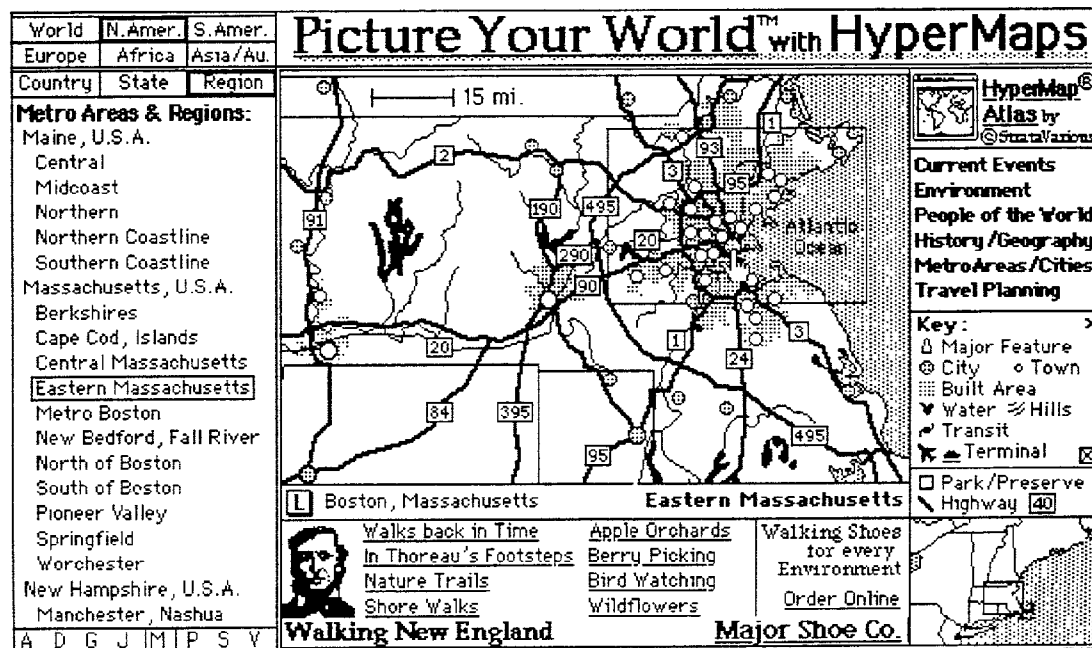 World N.Amer. S.Amer.
Europe Africa Asia/Au.
Country State Region
Metro Areas & Regions:
Maine, U.S.A.
Central
Midcoast
Northern
Northern Coastline
Southern Coastline
Massachusetts, U.S.A.
Berkshires
Cape Cod, Islands
Central Massachusetts
Eastern Massachusetts
Metro Boston
New Bedford, Fall River
North of Boston
South of Boston
Pioneer Valley
Springfield
Worchester
New Hampshire, U.S.A.
Manchester, Nashua
A D G J M P S V
Picture Your World™ with HyperMaps
15 mi.
1
93
2
3
95
91
190
495
20
Atlantic
Ocean
290
90
20
1
3
24
84
395
495
95
L Boston, Massachusetts Eastern Massachusetts
Walks back in Time
In Thoreau's Footsteps
Nature Trails
Shore Walks
Apple Orchards
Berry Picking
Bird Watching
Wildflowers
Walking New England
Walking Shoes
for every
Environment
Order Online
Major Shoe Co.
HyperMap®
Atlas by
©StrataVarious
Current Events
Environment
People of the World
History/Geography
MetroAreas/Cities
Travel Planning
Key:
Major Feature
City Town
Built Area
Water Hills
Transit
Terminal
Park/Preserve
Highway 40